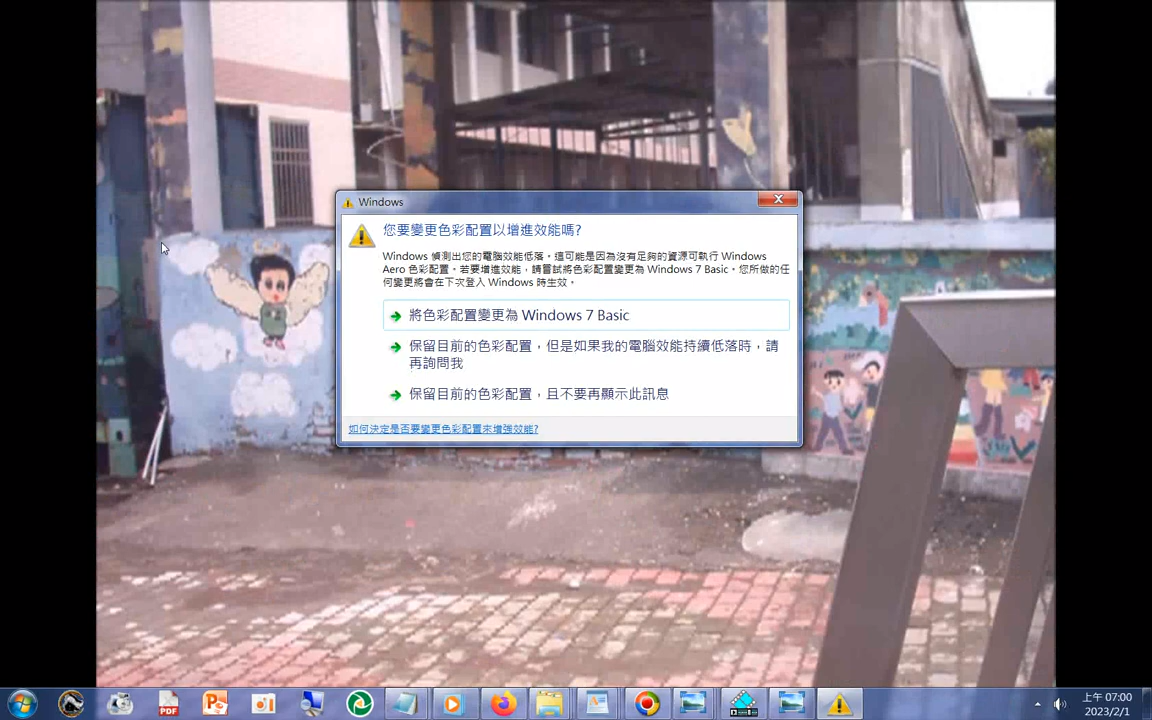 Windows
您要變更色彩配置以增進效能嗎?
Windows 偵測出您的電腦效能低落。這可能是因為沒有足夠的資源可執行 Windows
Aero 色彩配置。若要增進效能，請嘗試將色彩配置變更為 Windows 7 Basic。您所做的任
何變更將會在下次登入 Windows 時生效。
將色彩配置變更為 Windows 7 Basic
保留目前的色彩配置，但是如果我的電腦效能持續低落時，請
再詢問我
保留目前的色彩配置，且不要再顯示此訊息
如何決定是否要變更色彩配置來增強效能?
PDF
上午 07:00
2023/2/1